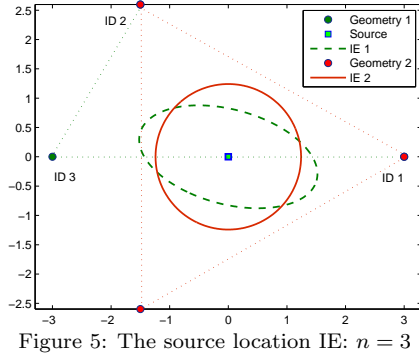 ID 2
2.5
2
1.5
1
0.5
0
−0.5
−1
−1.5
−2
−2.5
Geometry 1
Source
IE 1
Geometry 2
IE 2
ID 3
ID 1
−3 −2 −1 0 1 2 3
Figure 5: The source location IE: n = 3